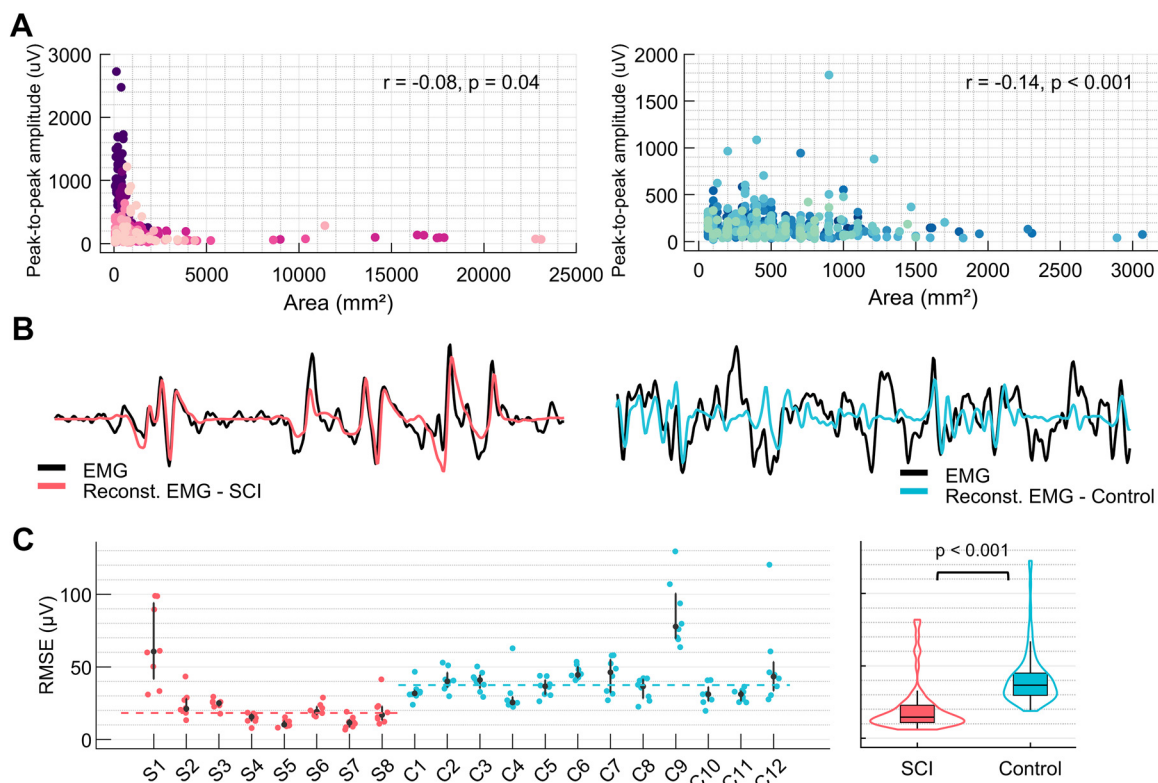 A
Peak-to-peak amplitude (uV)
3000
2000
1000
0
r = -0.08, p = 0.04
0 5000 10000 15000 20000 25000
Area (mm²)
Peak-to-peak amplitude (uV)
2000
1500
1000
500
0
r = -0.14, p < 0.001
0 500 1000 1500 2000 2500 3000
Area (mm²)
B
EMG
Reconst. EMG - SCI
EMG
Reconst. EMG - Control
C
RMSE (µV)
100
50
0
S1 S2 S3 S4 S5 S6 S7 S8 C1 C2 C3 C4 C5 C6 C7 C8 C9 C10 C11 C12
p < 0.001
SCI Control